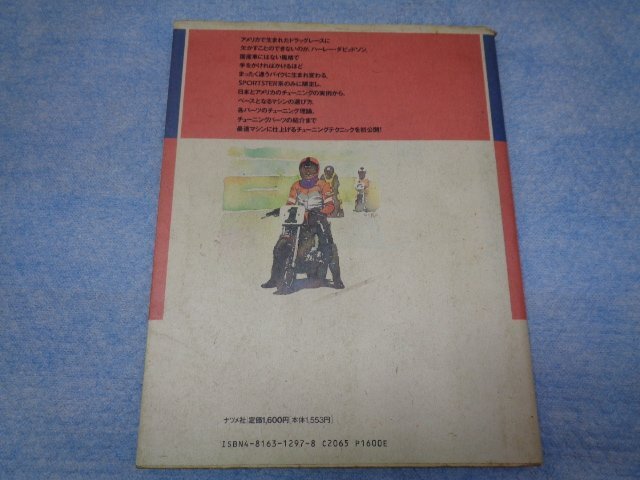 アメリカで生まれたドラッグレースに
欠かすことのできないのが、ハーレー・ダビッドソン。
国産車にはない風格で
手をかければかけるほど
まったく違うバイクに生まれ変わる。
SPORTSTER系のみに限定し、
日本とアメリカのチューニングの実例から、
ベースとなるマシンの選び方、
各パーツのチューニング理論、
チューニングパーツの紹介まで
最速マシンに仕上げるチューニングテクニックを初公開!
1
ナツメ社 定価1,600円 本体1,553円
ISBN4-8163-1297-8 C2065 P1600E